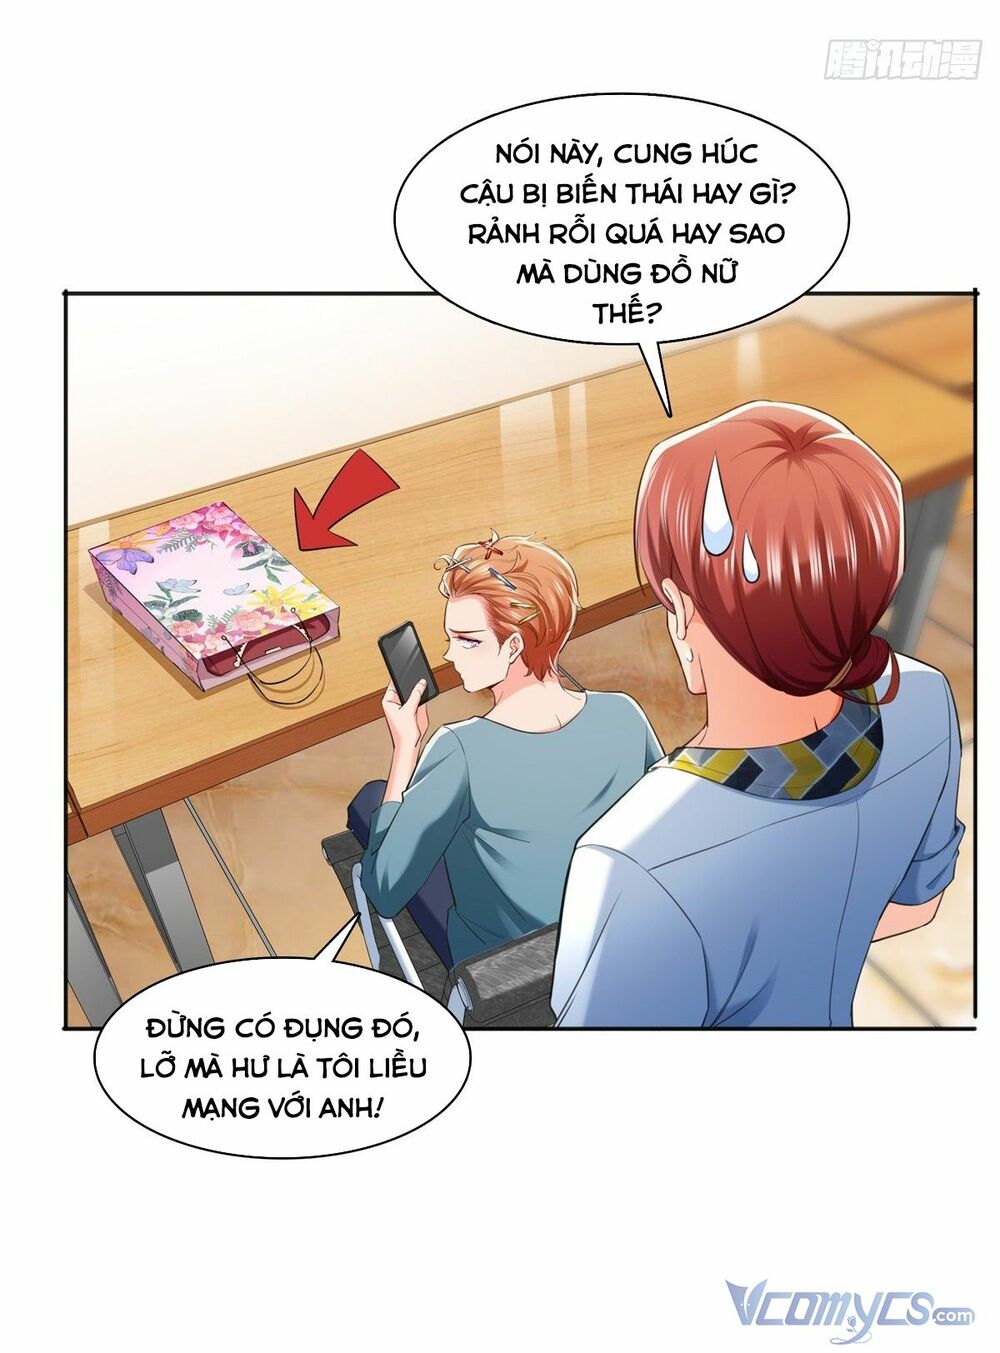 腾讯动漫
NÓI NÀY, CUNG HÚC
CẬU BỊ BIẾN THÁI HAY GÌ?
RẢNH RỖI QUÁ HAY SAO
MÀ DÙNG ĐỒ NỮ
THẾ?
ĐỪNG CÓ ĐỤNG ĐÓ,
LỠ MÀ HƯ LÀ TÔI LIỀU
MẠNG VỚI ANH!
VCOMYCS.com